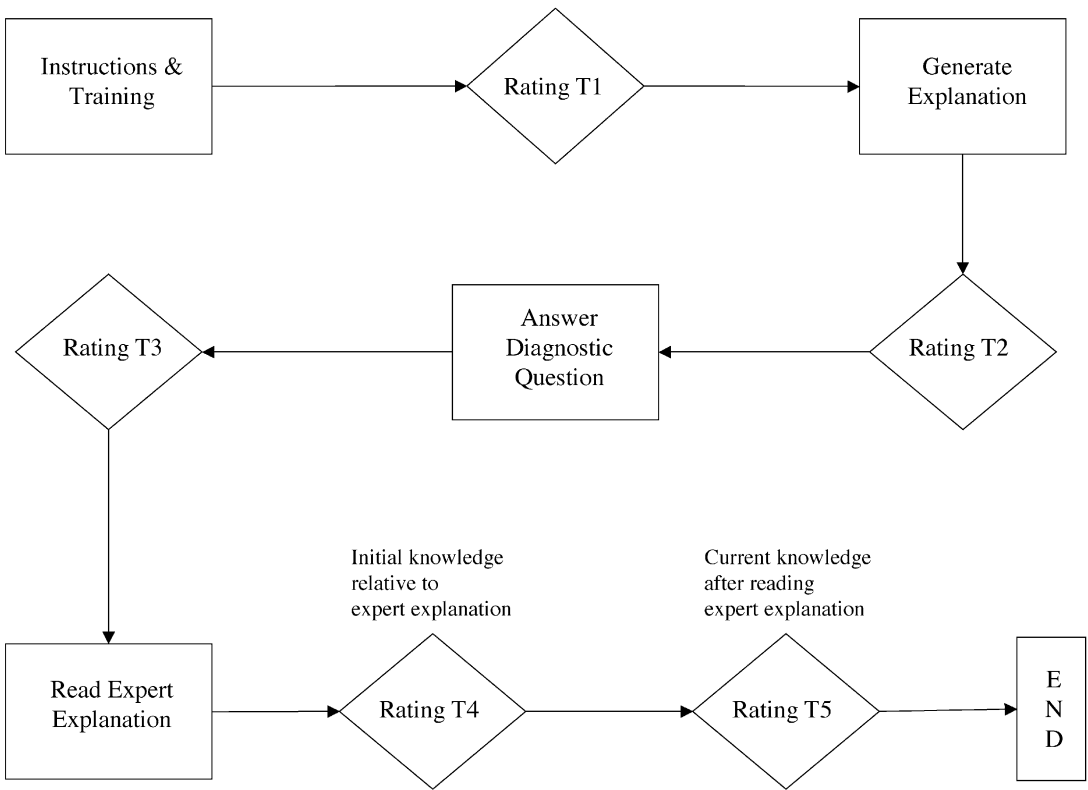 Instructions &
Training
Rating T1
Generate
Explanation
Rating T3
Answer
Diagnostic
Question
Rating T2
Initial knowledge
relative to
expert explanation
Current knowledge
after reading
expert explanation
Read Expert
Explanation
Rating T4
Rating T5
E
N
D